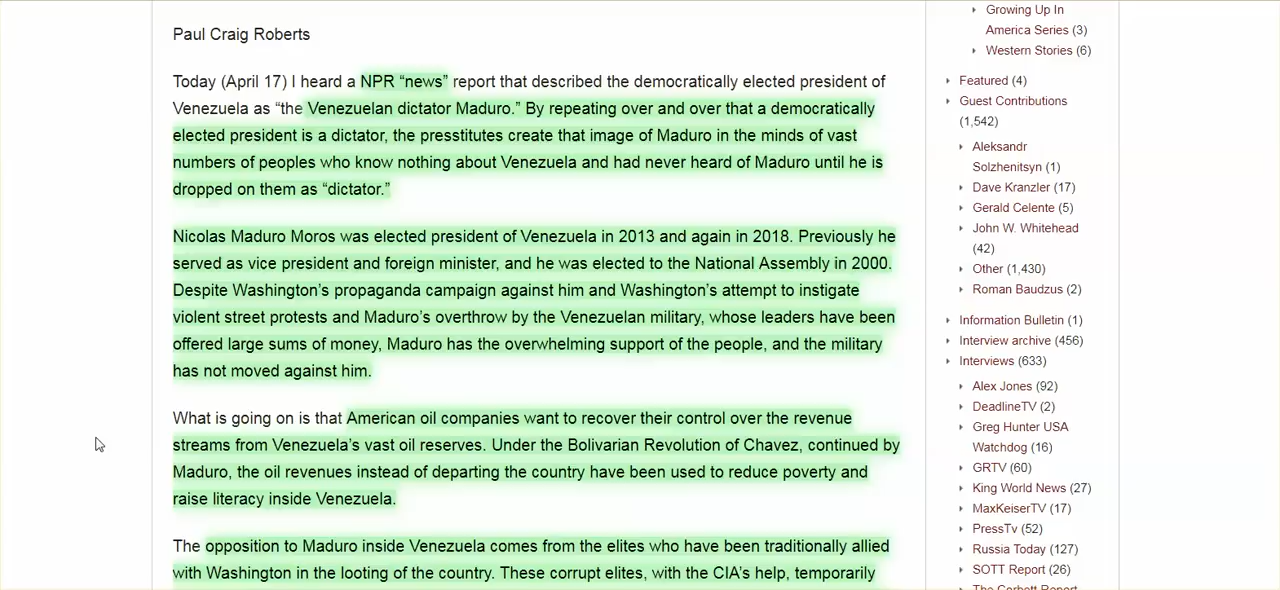 Paul Craig Roberts
Today (April 17) I heard a NPR “news” report that described the democratically elected president of
Venezuela as “the Venezuelan dictator Maduro.” By repeating over and over that a democratically
elected president is a dictator, the presstitutes create that image of Maduro in the minds of vast
numbers of peoples who know nothing about Venezuela and had never heard of Maduro until he is
dropped on them as “dictator.”
Nicolas Maduro Moros was elected president of Venezuela in 2013 and again in 2018. Previously he
served as vice president and foreign minister, and he was elected to the National Assembly in 2000.
Despite Washington’s propaganda campaign against him and Washington’s attempt to instigate
violent street protests and Maduro’s overthrow by the Venezuelan military, whose leaders have been
offered large sums of money, Maduro has the overwhelming support of the people, and the military
has not moved against him.
What is going on is that American oil companies want to recover their control over the revenue
streams from Venezuela’s vast oil reserves. Under the Bolivarian Revolution of Chavez, continued by
Maduro, the oil revenues instead of departing the country have been used to reduce poverty and
raise literacy inside Venezuela.
The opposition to Maduro inside Venezuela comes from the elites who have been traditionally allied
with Washington in the looting of the country. These corrupt elites, with the CIA’s help, temporarily
Growing Up In
America Series (3)
Western Stories (6)
Featured (4)
Guest Contributions
(1,542)
Aleksandr
Solzhenitsyn (1)
Dave Kranzler (17)
Gerald Celente (5)
John W. Whitehead
(42)
Other (1,430)
Roman Baudzus (2)
Information Bulletin (1)
Interview archive (456)
Interviews (633)
Alex Jones (92)
DeadlineTV (2)
Greg Hunter USA
Watchdog (16)
GRTV (60)
King World News (27)
MaxKeiserTV (17)
PressTv (52)
Russia Today (127)
SOTT Report (26)
The Corbett Report